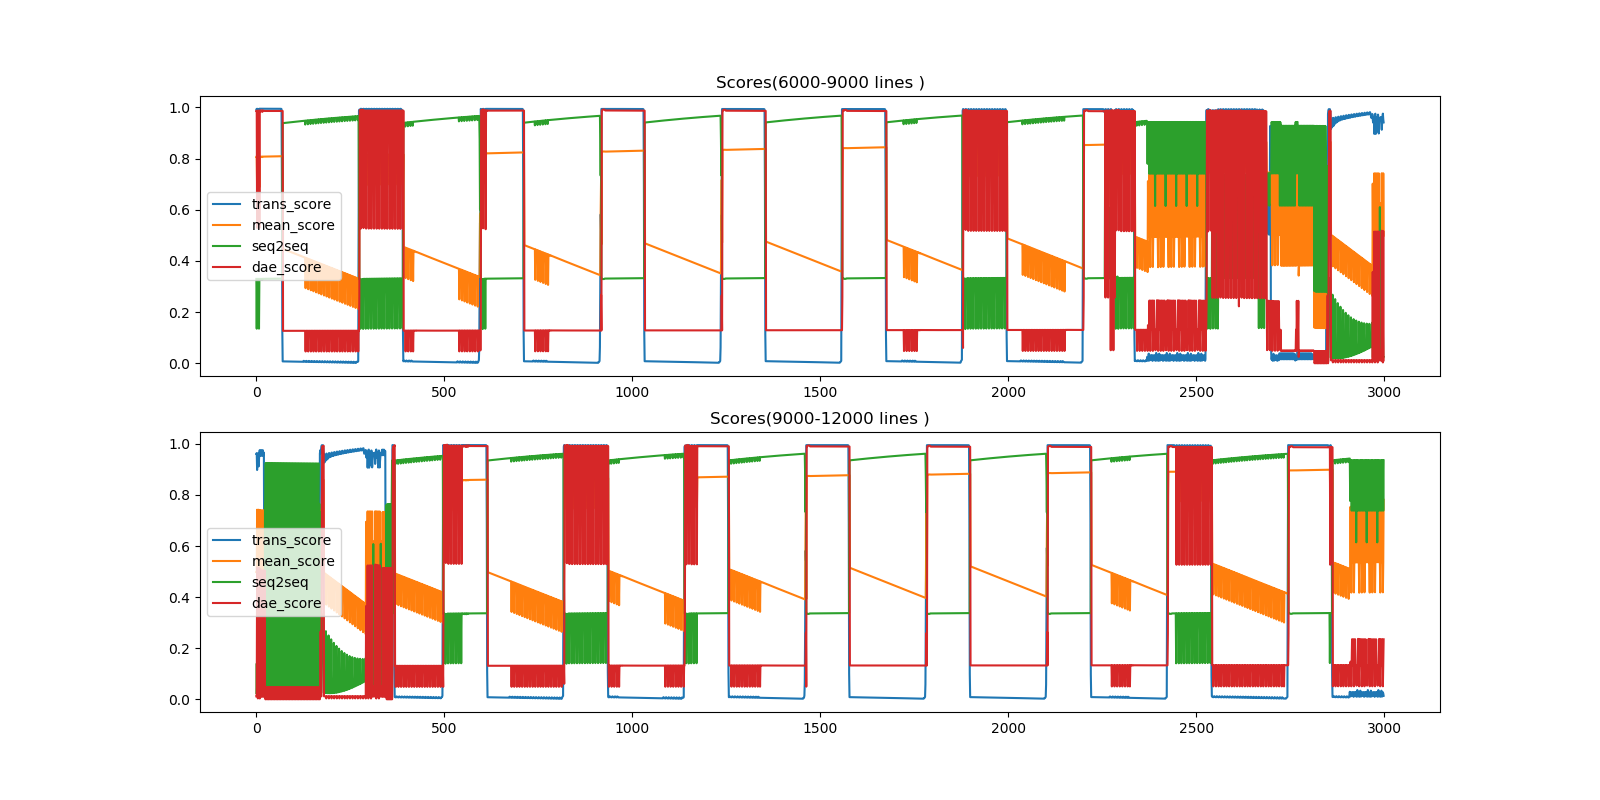 Scores(6000-9000 lines )
1.0
0.8
0.6
0.4
0.2
0.0
trans_score
mean_score
seq2seq
dae_score
0 500 1000 1500 2000 2500 3000
Scores(9000-12000 lines )
1.0
0.8
0.6
0.4
0.2
0.0
trans_score
mean_score
seq2seq
dae_score
0 500 1000 1500 2000 2500 3000